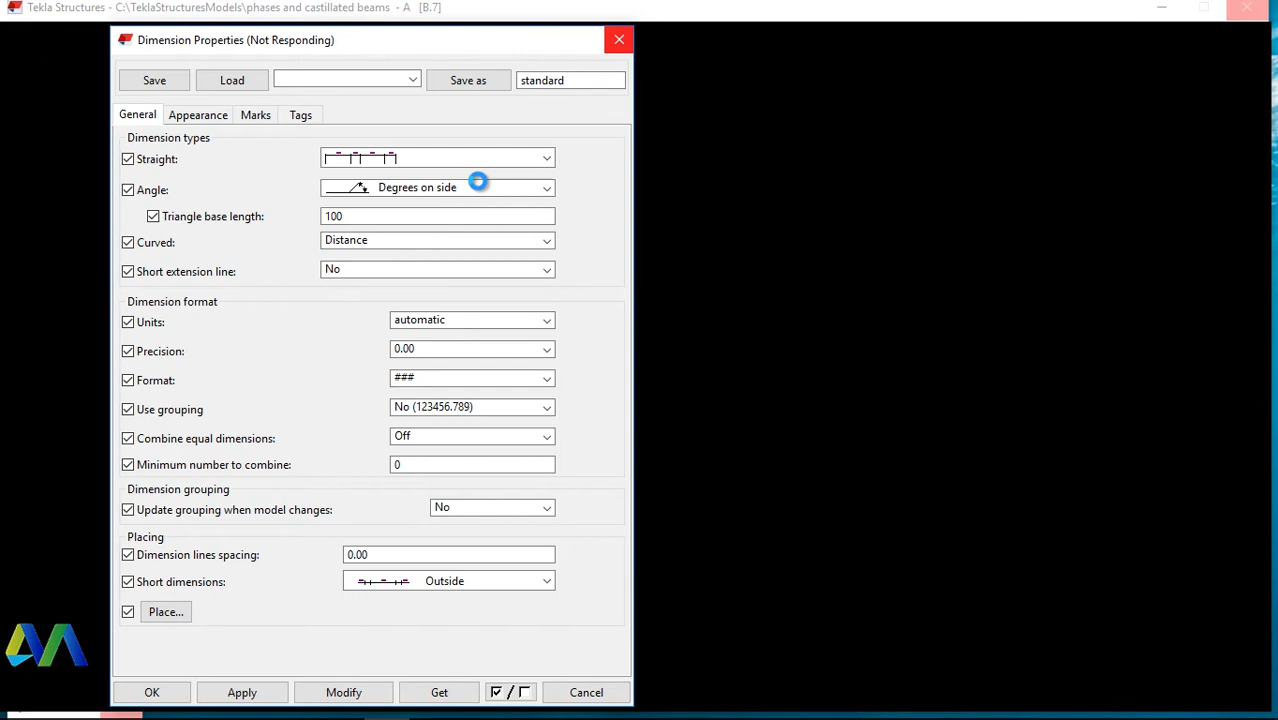 Tekla Structures - C:\TeklaStructuresModels\phases and castillated beams - A [B.7]
Dimension Properties (Not Responding)
Save Load Save as standard
General Appearance Marks Tags
Dimension types
Straight:
Angle: Degrees on side
Triangle base length: 100
Curved: Distance
Short extension line: No
Dimension format
Units: automatic
Precision: 0.00
Format: ###
Use grouping No (123456.789)
Combine equal dimensions: Off
Minimum number to combine: 0
Dimension grouping
Update grouping when model changes: No
Placing
Dimension lines spacing: 0.00
Short dimensions: Outside
Place...
OK Apply Modify Get / Cancel